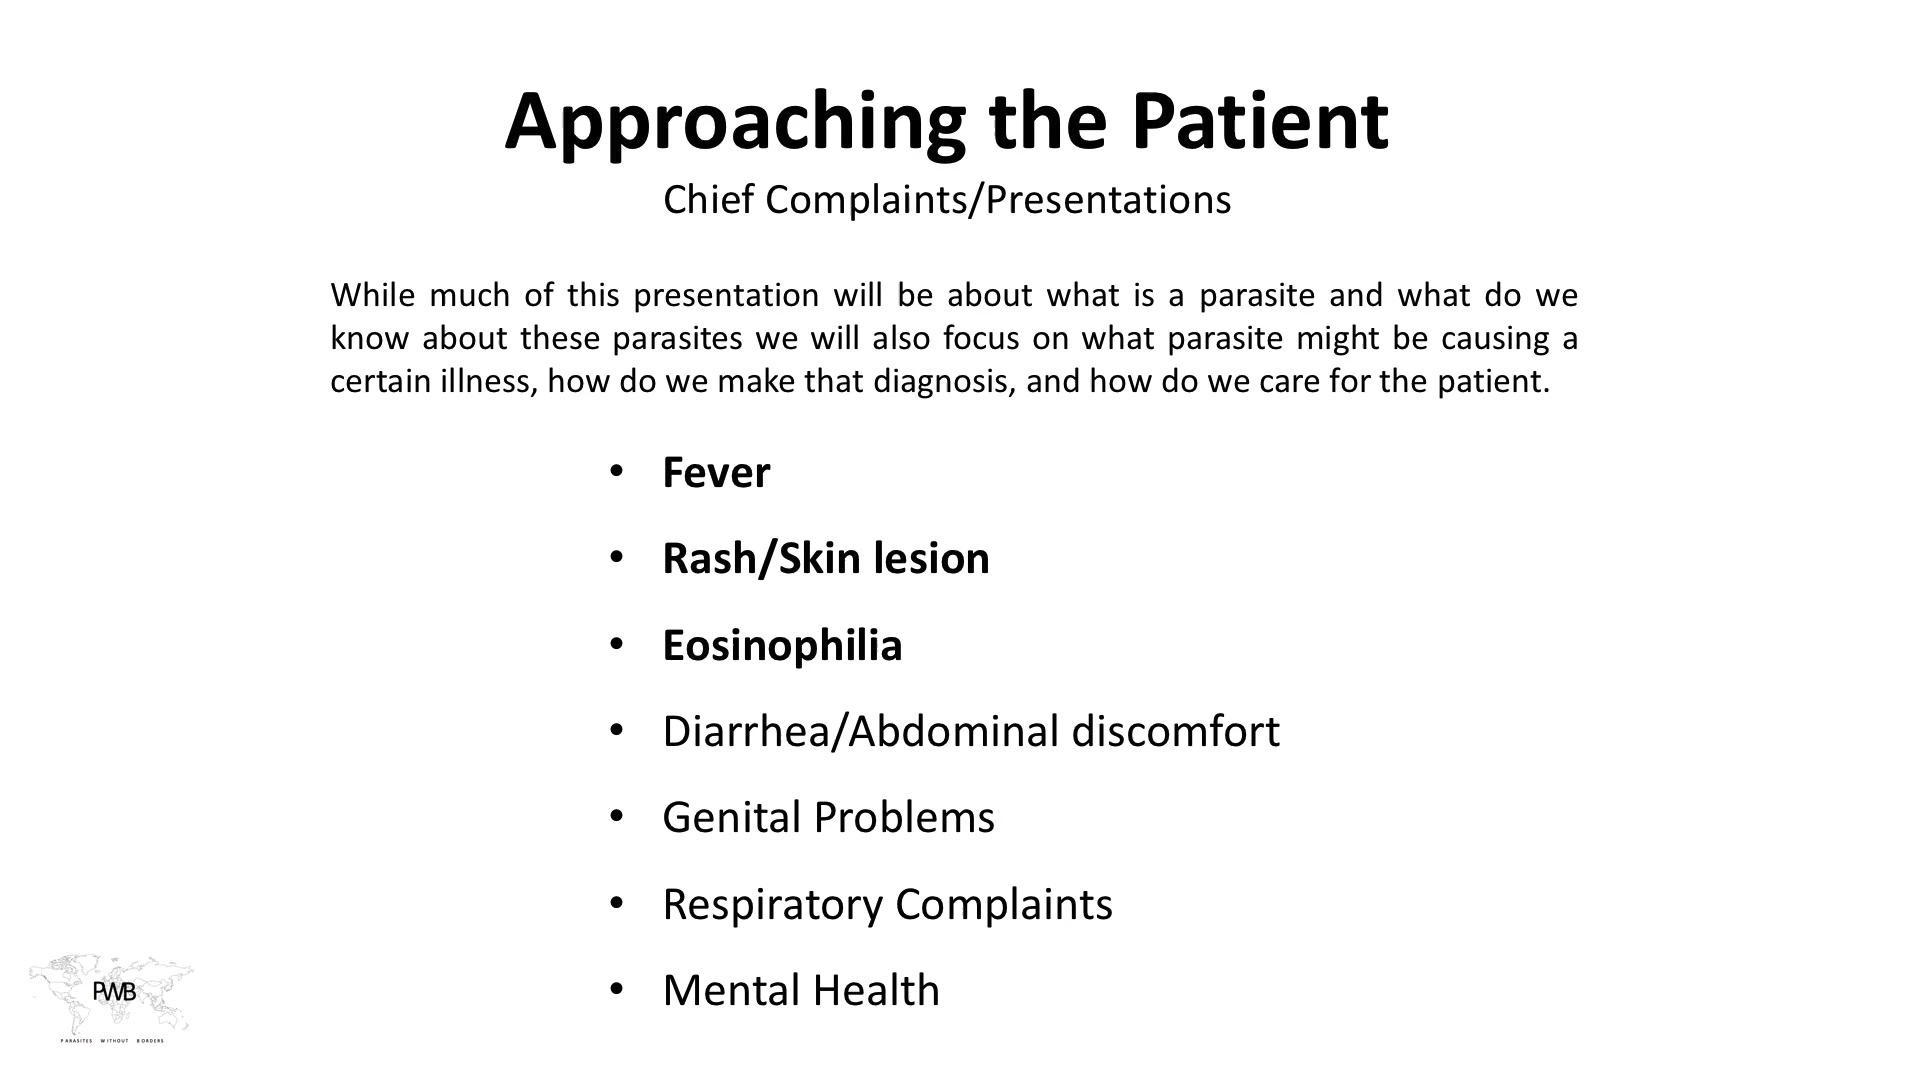 Approaching the Patient
Chief Complaints/Presentations
While much of this presentation will be about what is a parasite and what do we
know about these parasites we will also focus on what parasite might be causing a
certain illness, how do we make that diagnosis, and how do we care for the patient.
• Fever
• Rash/Skin lesion
• Eosinophilia
• Diarrhea/Abdominal discomfort
• Genital Problems
• Respiratory Complaints
• Mental Health
PWB
PARASITES WITHOUT BORDERS